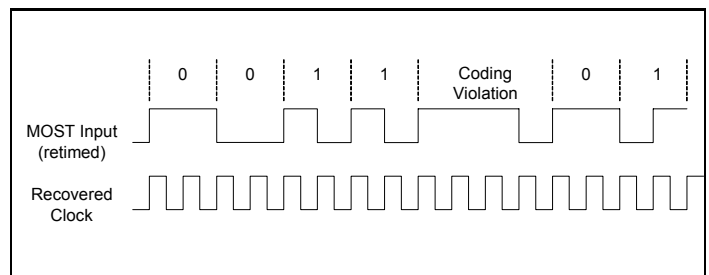 0 0 1 1 Coding Violation 0 1
MOST Input
(retimed)
Recovered
Clock